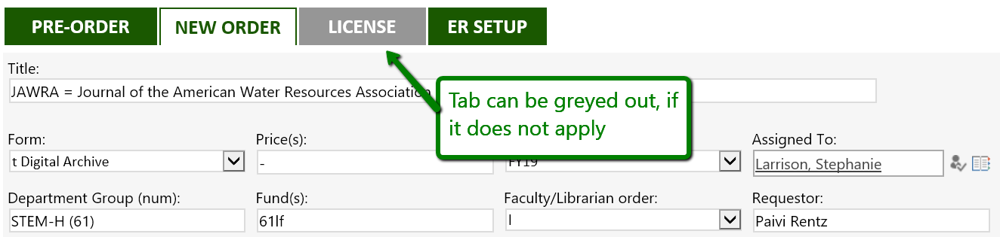 PRE-ORDER NEW ORDER LICENSE ER SETUP
Title:
JAWRA = Journal of the American Water Resources Association
Tab can be greyed out, if
it does not apply
Form: Price(s): Assigned To:
t Digital Archive - FY19 Larrison, Stephanie
Department Group (num): Fund(s): Faculty/Librarian order: Requestor:
STEM-H (61) 61lf l Paivi Rentz